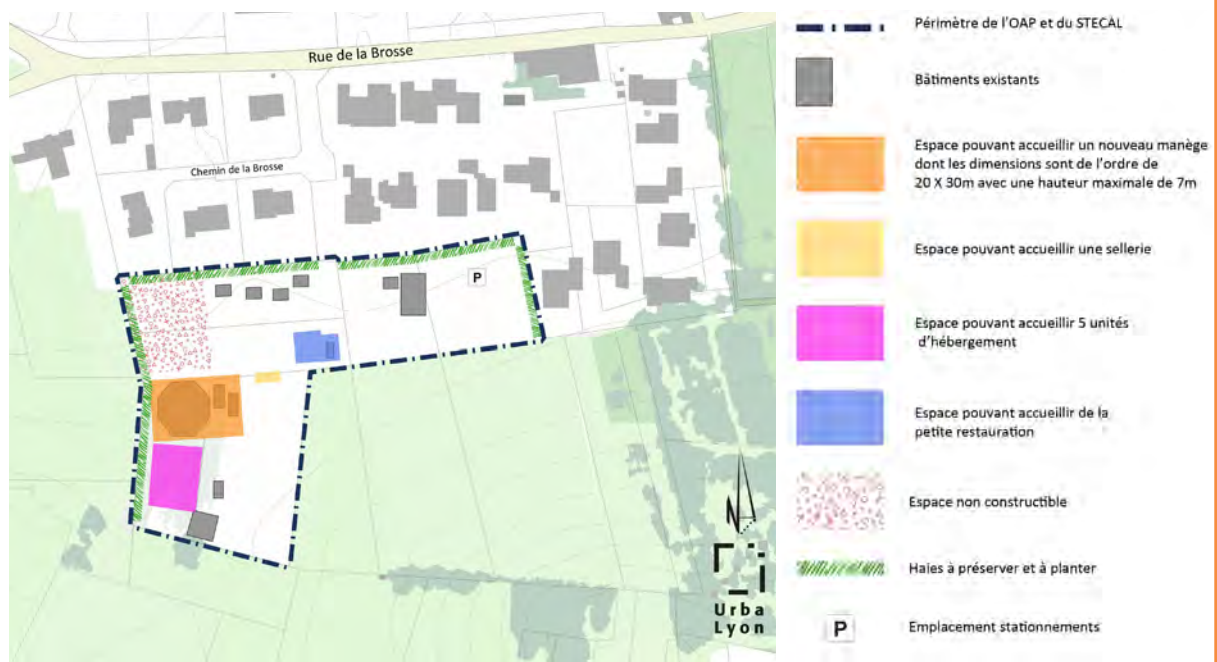 Rue de la Brosse
Chemin de la Brosse
P
N
Urba
Lyon
Périmètre de l'OAP et du STECAL
Bâtiments existants
Espace pouvant accueillir un nouveau manège
dont les dimensions sont de l'ordre de
20 X 30m avec une hauteur maximale de 7m
Espace pouvant accueillir une sellerie
Espace pouvant accueillir 5 unités
d'hébergement
Espace pouvant accueillir de la
petite restauration
Espace non constructible
Haies à préserver et à planter
P
Emplacement stationnements